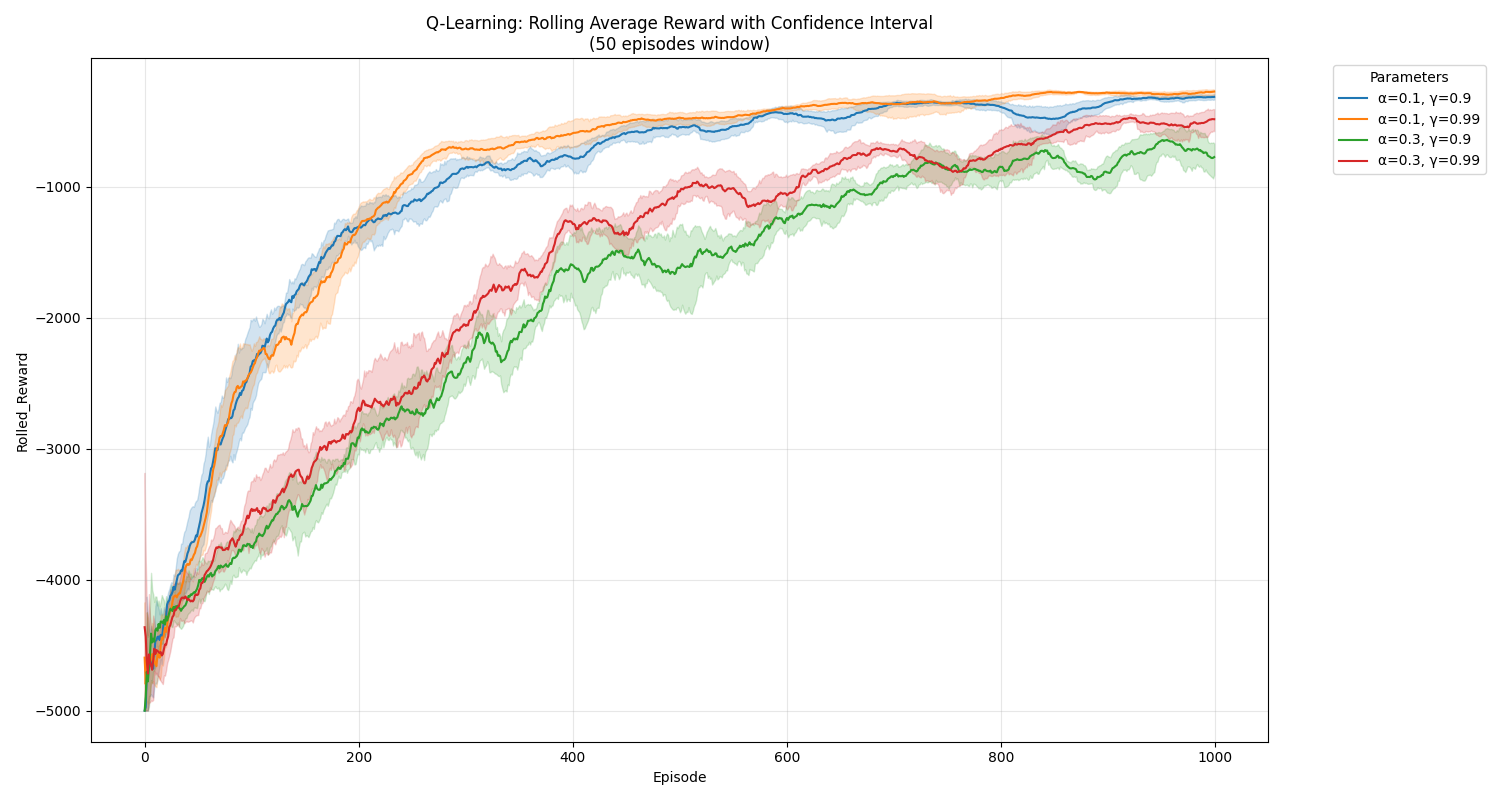 Q-Learning: Rolling Average Reward with Confidence Interval
(50 episodes window)
Parameters
α=0.1, γ=0.9
α=0.1, γ=0.99
α=0.3, γ=0.9
α=0.3, γ=0.99
Rolled_Reward
−1000
−2000
−3000
−4000
−5000
0
200
400
600
800
1000
Episode